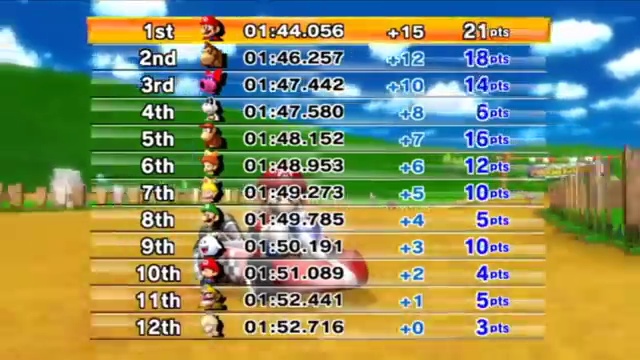 1st 01:44.056 +15 21pts
2nd 01:46.257 +12 18pts
3rd 01:47.442 +10 14pts
4th 01:47.580 +8 6pts
5th 01:48.152 +7 16pts
6th 01:48.953 +6 12pts
7th 01:49.273 +5 10pts
8th 01:49.785 +4 5pts
9th 01:50.191 +3 10pts
10th 01:51.089 +2 4pts
11th 01:52.441 +1 5pts
12th 01:52.716 +0 3pts